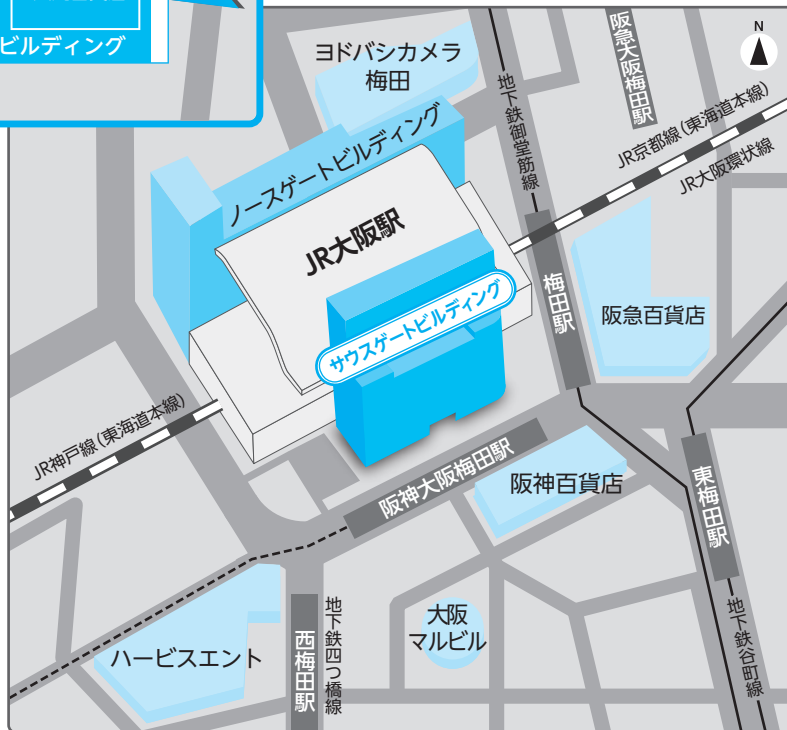 ビルディング
N
ヨドバシカメラ
梅田
阪急大阪梅田駅
地下鉄御堂筋線
JR京都線(東海道本線)
JR大阪環状線
ノースゲートビルディング
JR大阪駅
サウスゲートビルディング
梅田駅
阪急百貨店
JR神戸線(東海道本線)
阪神大阪梅田駅
阪神百貨店
東梅田駅
地下鉄谷町線
大阪
マルビル
ハービスエント
西梅田駅
地下鉄四つ橋線